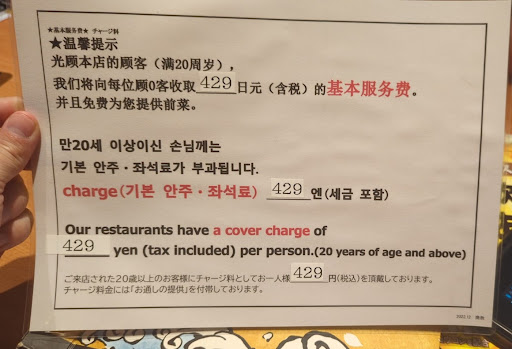 ★基本服务费★ チャージ料
★温馨提示
光顾本店的顾客（满20周岁），
我们将向每位顾0客收取 429 日元（含税）的基本服务费。
并且免费为您提供前菜。
만20세 이상이신 손님께는
기본 안주・좌석료가 부과됩니다.
charge(기본 안주・좌석료) 429 엔(세금 포함)
Our restaurants have a cover charge of
429 yen (tax included) per person.(20 years of age and above)
ご来店された20歳以上のお客様にチャージ料としてお一人様 429 円(税込)を頂戴しております。
チャージ料金には「お通しの提供」を付帯しております。